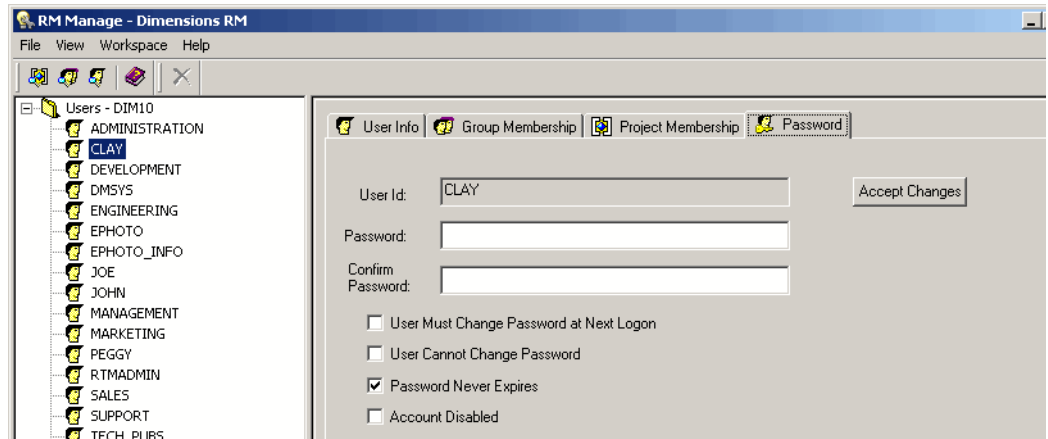 RM Manage - Dimensions RM
File View Workspace Help
Users - DIM10
ADMINISTRATION
CLAY
DEVELOPMENT
DMSYS
ENGINEERING
EPHOTO
EPHOTO_INFO
JOE
JOHN
MANAGEMENT
MARKETING
PEGGY
RTMADMIN
SALES
SUPPORT
TECH_PUBS
User Info Group Membership Project Membership Password
User Id: CLAY Accept Changes
Password:
Confirm
Password:
User Must Change Password at Next Logon
User Cannot Change Password
Password Never Expires
Account Disabled